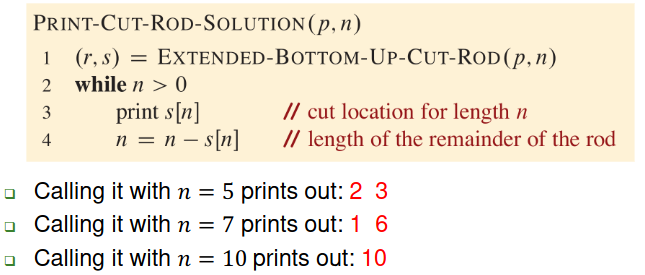 PRINT-CUT-ROD-SOLUTION(p, n)
1 (r, s) = EXTENDED-BOTTOM-UP-CUT-ROD(p, n)
2 while n > 0
3 print s[n] // cut location for length n
4 n = n − s[n] // length of the remainder of the rod
Calling it with n = 5 prints out: 2 3
Calling it with n = 7 prints out: 1 6
Calling it with n = 10 prints out: 10